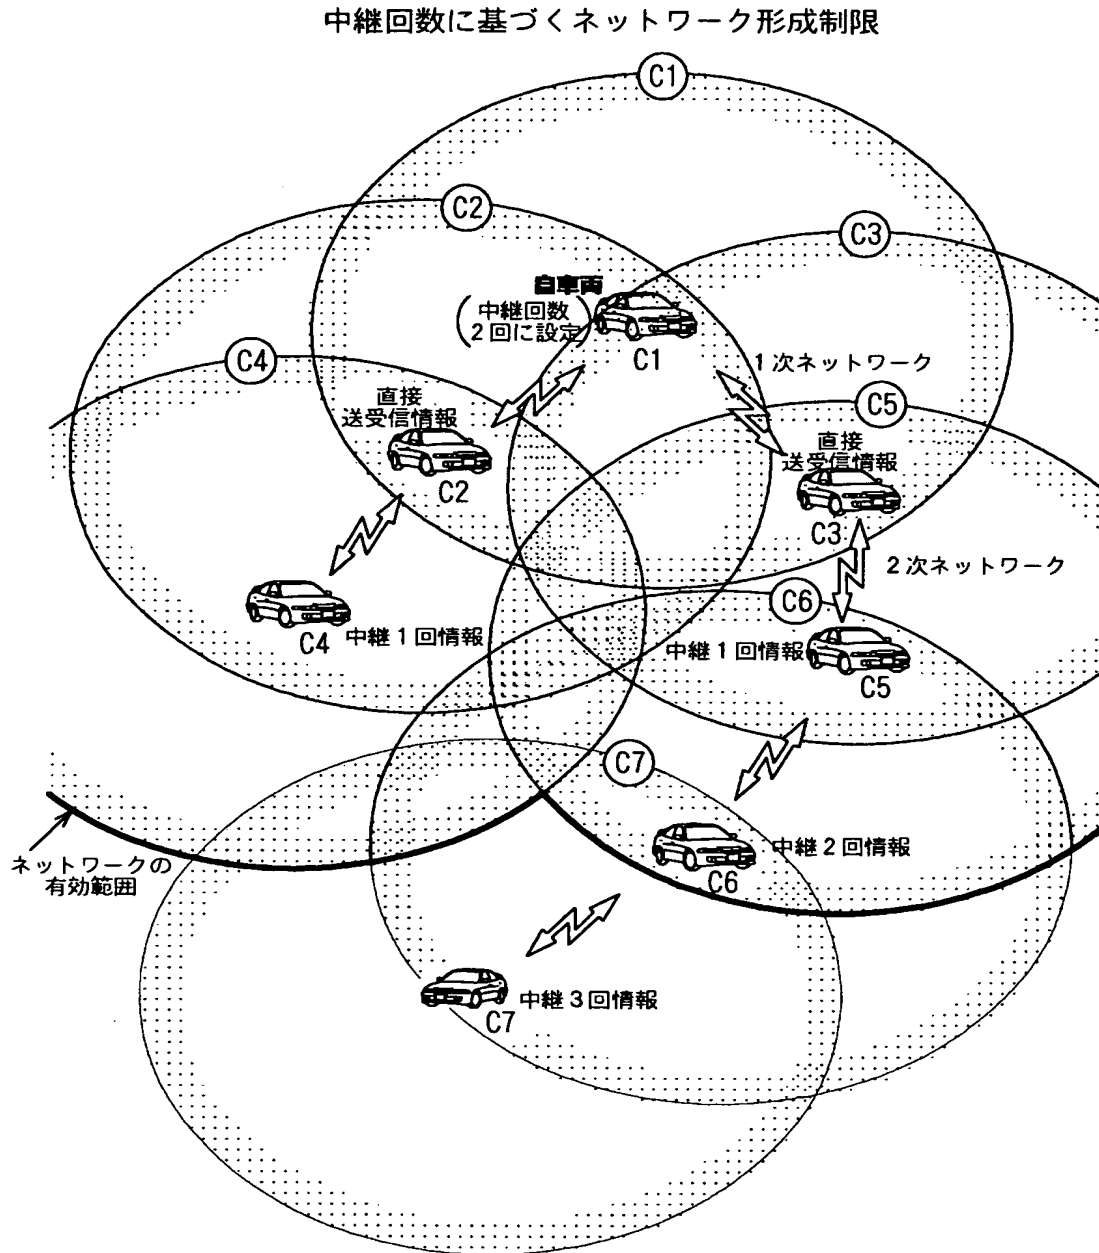 中継回数に基づくネットワーク形成制限
C1
C2
C3
自車両
(中継回数
2回に設定)
C1
C4
1次ネットワーク
直接
送受信情報
C2
C5
直接
送受信情報
C3
2次ネットワーク
C6
C4
中継1回情報
中継1回情報
C5
C7
ネットワークの
有効範囲
中継2回情報
C6
中継3回情報
C7